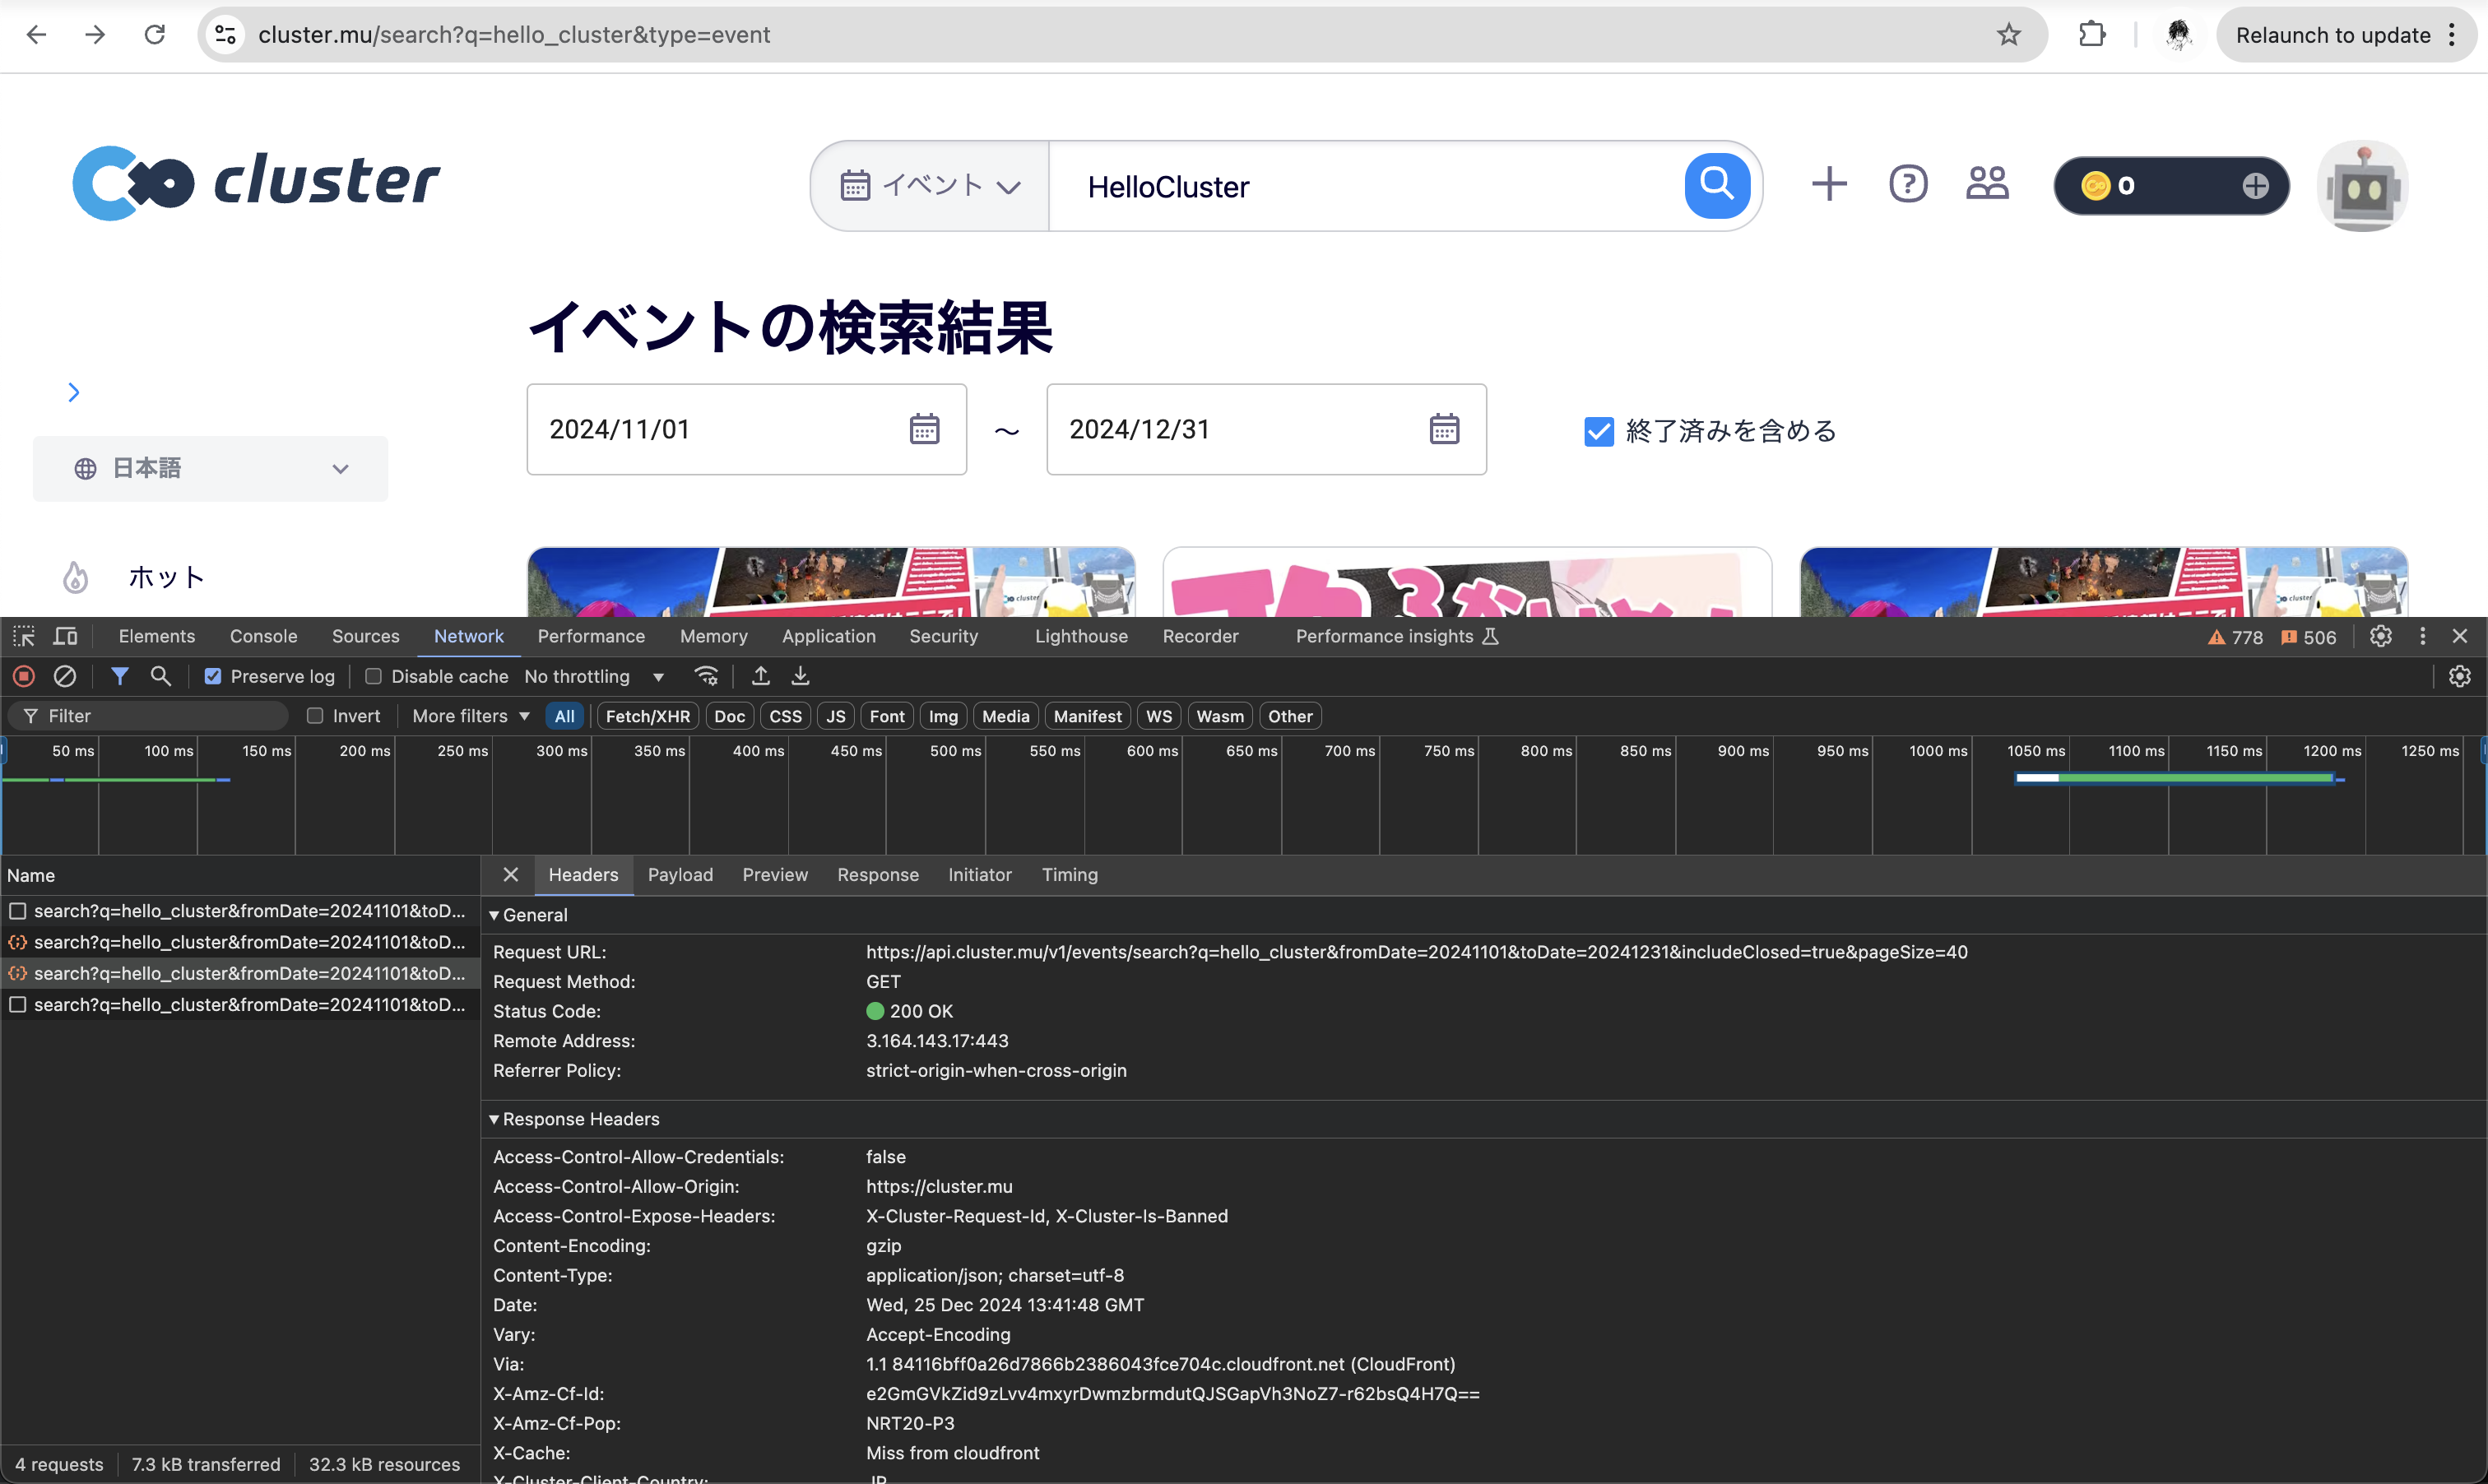 cluster.mu/search?q=hello_cluster&type=event
Relaunch to update
cluster
イベント
HelloCluster
0
イベントの検索結果
2024/11/01
～
2024/12/31
終了済みを含める
日本語
ホット
cluster
cluster
Elements Console Sources Network Performance Memory Application Security Lighthouse Recorder Performance insights 778 506
Preserve log Disable cache No throttling
Filter Invert More filters All Fetch/XHR Doc CSS JS Font Img Media Manifest WS Wasm Other
50 ms 100 ms 150 ms 200 ms 250 ms 300 ms 350 ms 400 ms 450 ms 500 ms 550 ms 600 ms 650 ms 700 ms 750 ms 800 ms 850 ms 900 ms 950 ms 1000 ms 1050 ms 1100 ms 1150 ms 1200 ms 1250 ms
Name
search?q=hello_cluster&fromDate=20241101&toD...
search?q=hello_cluster&fromDate=20241101&toD...
search?q=hello_cluster&fromDate=20241101&toD...
search?q=hello_cluster&fromDate=20241101&toD...
4 requests 7.3 kB transferred 32.3 kB resources
Headers Payload Preview Response Initiator Timing
General
Request URL: https://api.cluster.mu/v1/events/search?q=hello_cluster&fromDate=20241101&toDate=20241231&includeClosed=true&pageSize=40
Request Method: GET
Status Code: 200 OK
Remote Address: 3.164.143.17:443
Referrer Policy: strict-origin-when-cross-origin
Response Headers
Access-Control-Allow-Credentials: false
Access-Control-Allow-Origin: https://cluster.mu
Access-Control-Expose-Headers: X-Cluster-Request-Id, X-Cluster-Is-Banned
Content-Encoding: gzip
Content-Type: application/json; charset=utf-8
Date: Wed, 25 Dec 2024 13:41:48 GMT
Vary: Accept-Encoding
Via: 1.1 84116bff0a26d7866b2386043fce704c.cloudfront.net (CloudFront)
X-Amz-Cf-Id: e2GmGVkZid9zLvv4mxyrDwmzbrmdutQJSGapVh3NoZ7-r62bsQ4H7Q==
X-Amz-Cf-Pop: NRT20-P3
X-Cache: Miss from cloudfront
X-Cluster-Client-Country: JP